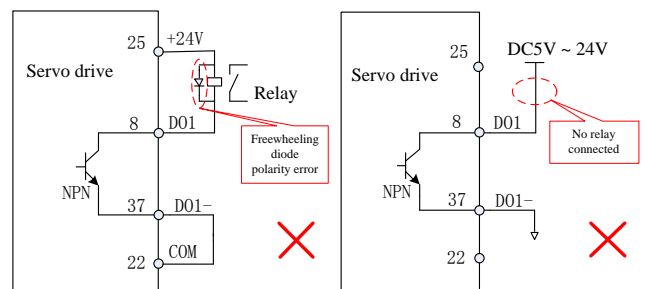 25 +24V
Servo drive
Relay
8 DO1
Freewheeling
diode
polarity error
NPN
37 DO1-
22 COM
DC5V ~ 24V
25
Servo drive
8 DO1
No relay
connected
NPN
37 DO1-
22